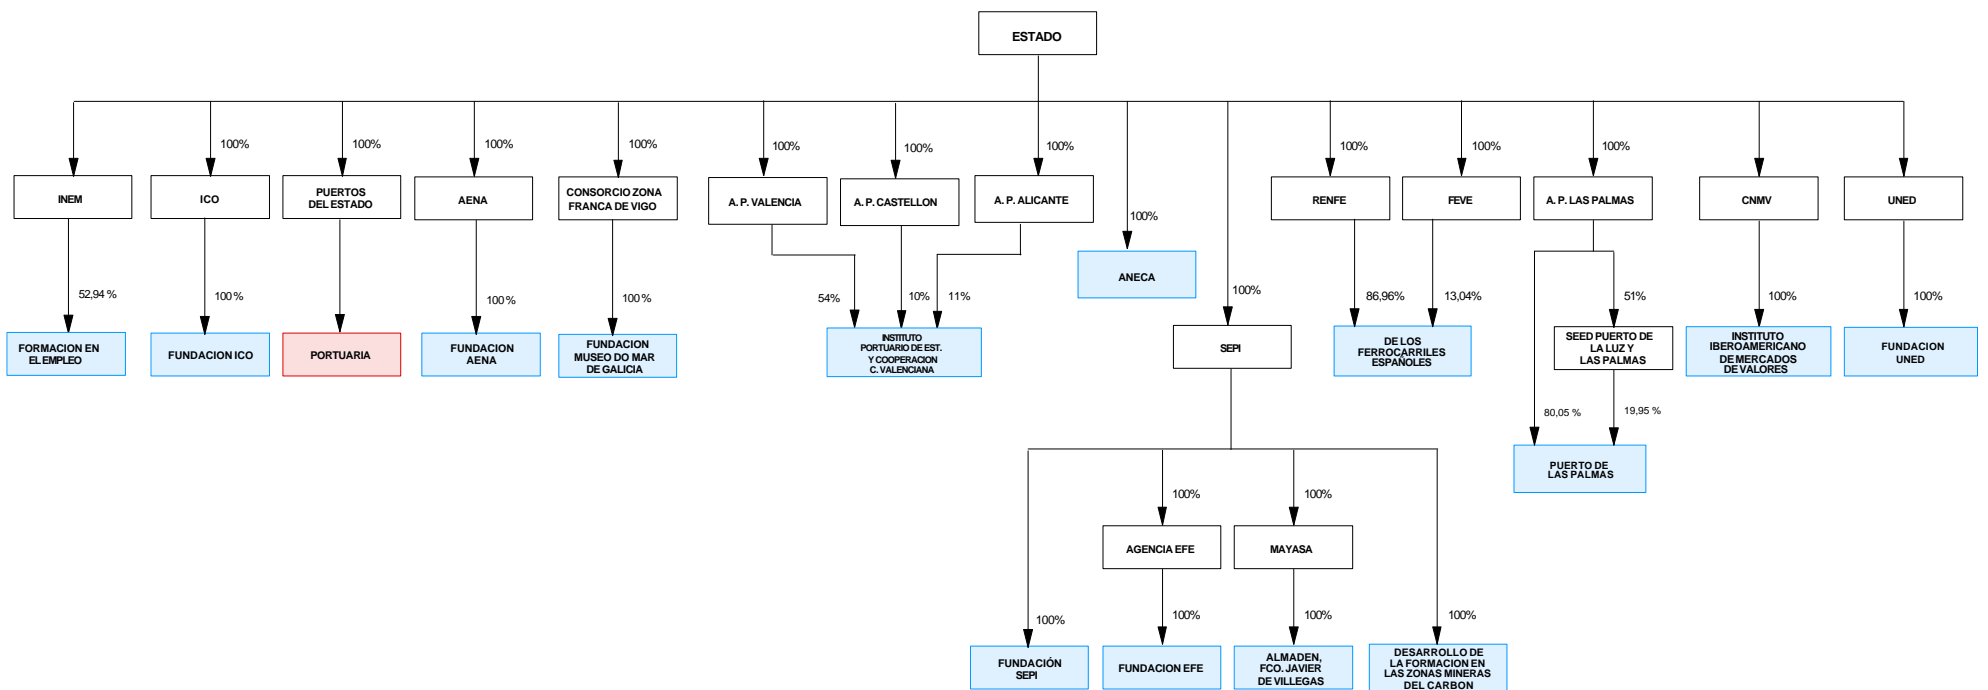 ESTADO
100%
100%
100%
100%
100%
100%
100%
100%
100%
100%
100%
100%
INEM
ICO
PUERTOS
DEL ESTADO
AENA
CONSORCIO ZONA
FRANCA DE VIGO
A. P. VALENCIA
A. P. CASTELLON
A. P. ALICANTE
RENFE
FEVE
A. P. LAS PALMAS
CNMV
UNED
100%
ANECA
100%
52,94 %
100 %
100 %
100 %
54%
10%
11%
86,96%
13,04%
51%
100%
100%
FORMACION EN
EL EMPLEO
FUNDACION ICO
PORTUARIA
FUNDACION
AENA
FUNDACION
MUSEO DO MAR
DE GALICIA
INSTITUTO
PORTUARIO DE EST.
Y COOPERACION
C. VALENCIANA
SEPI
DE LOS
FERROCARRILES
ESPAÑOLES
SEED PUERTO DE
LA LUZ Y
LAS PALMAS
INSTITUTO
IBEROAMERICANO
DE MERCADOS
DE VALORES
FUNDACION
UNED
80,05 %
19,95 %
PUERTO DE
LAS PALMAS
100%
100%
AGENCIA EFE
MAYASA
100%
100%
100%
100%
FUNDACIÓN
SEPI
FUNDACION EFE
ALMADEN,
FCO. JAVIER
DE VILLEGAS
DESARROLLO DE
LA FORMACION EN
LAS ZONAS MINERAS
DEL CARBON